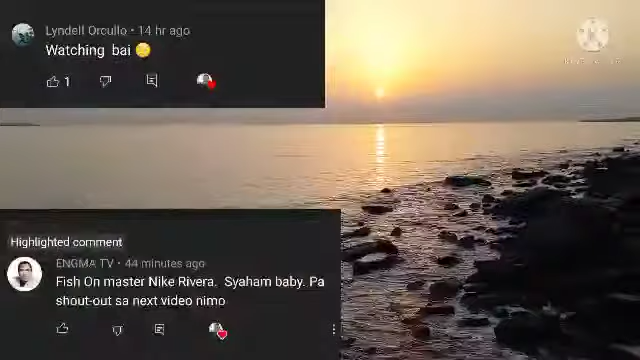 Lyndell Orcullo • 14 hr ago
Watching bai 😊
1
Highlighted comment
ENGMA TV • 44 minutes ago
Fish On master Nike Rivera. Syaham baby. Pa
shout-out sa next video nimo